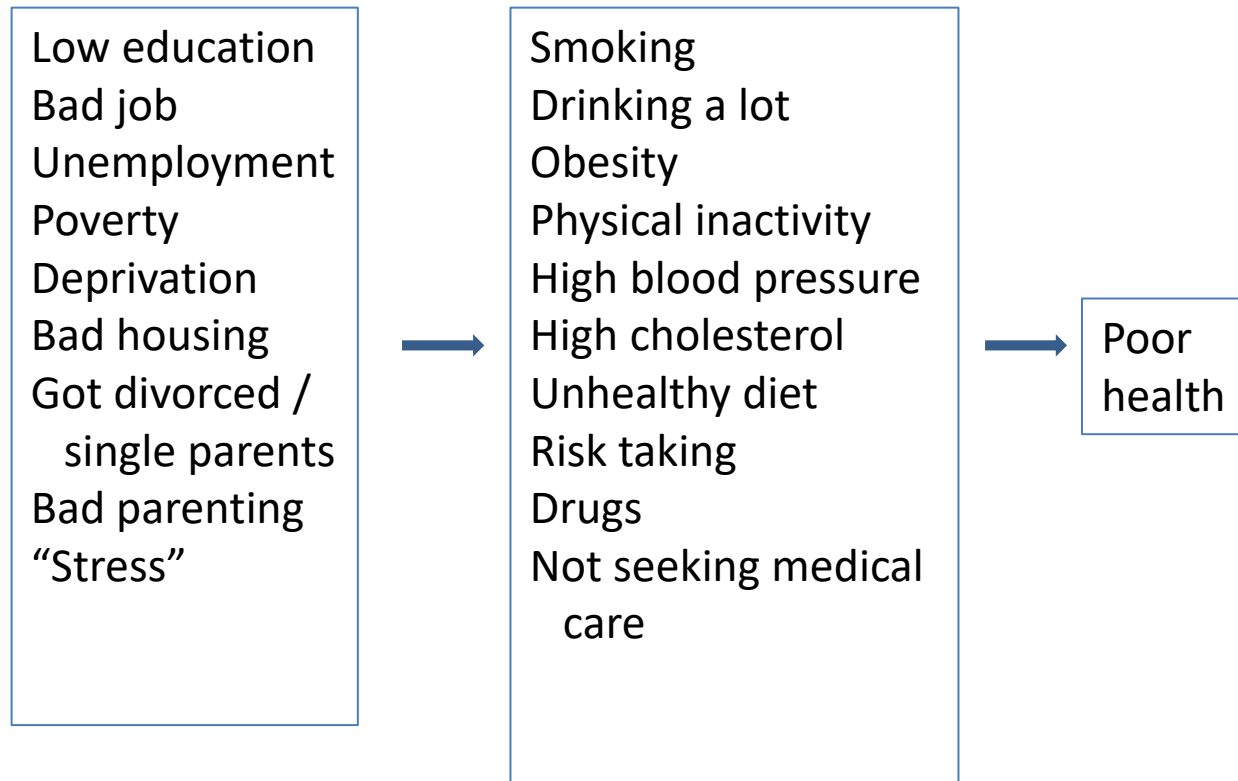 Low education
Bad job
Unemployment
Poverty
Deprivation
Bad housing
Got divorced /
single parents
Bad parenting
“Stress”
Smoking
Drinking a lot
Obesity
Physical inactivity
High blood pressure
High cholesterol
Unhealthy diet
Risk taking
Drugs
Not seeking medical
care
Poor
health